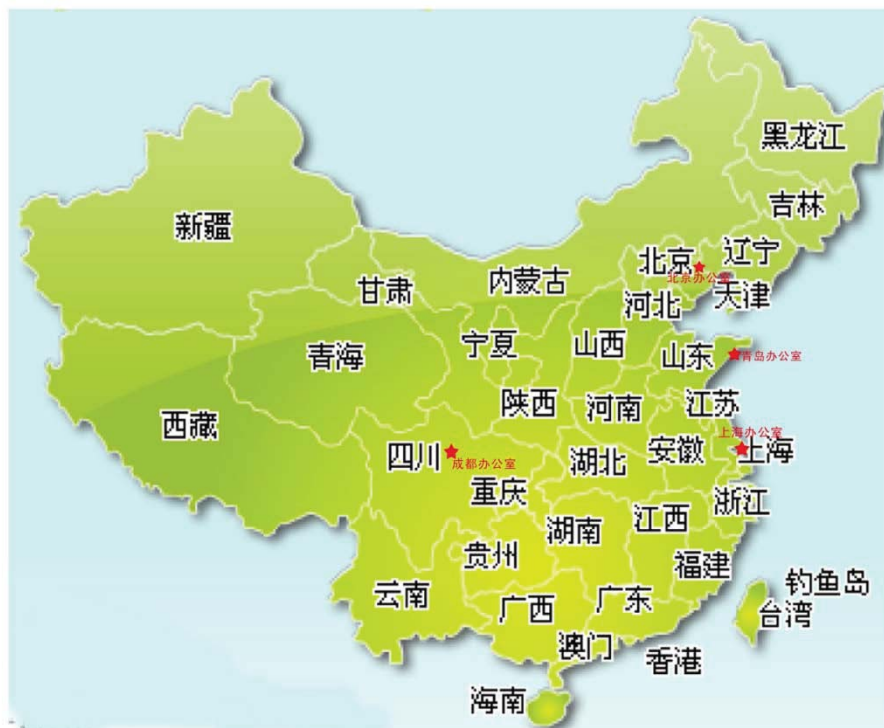 黑龙江
吉林
新疆
辽宁
北京
北京办公室
内蒙古
天津
甘肃
河北
宁夏
山西
山东
青岛办公室
青海
陕西
河南
江苏
西藏
上海办公室
四川
成都办公室
湖北
安徽
上海
重庆
浙江
江西
湖南
贵州
福建
钓鱼岛
云南
广西
广东
台湾
澳门
香港
海南